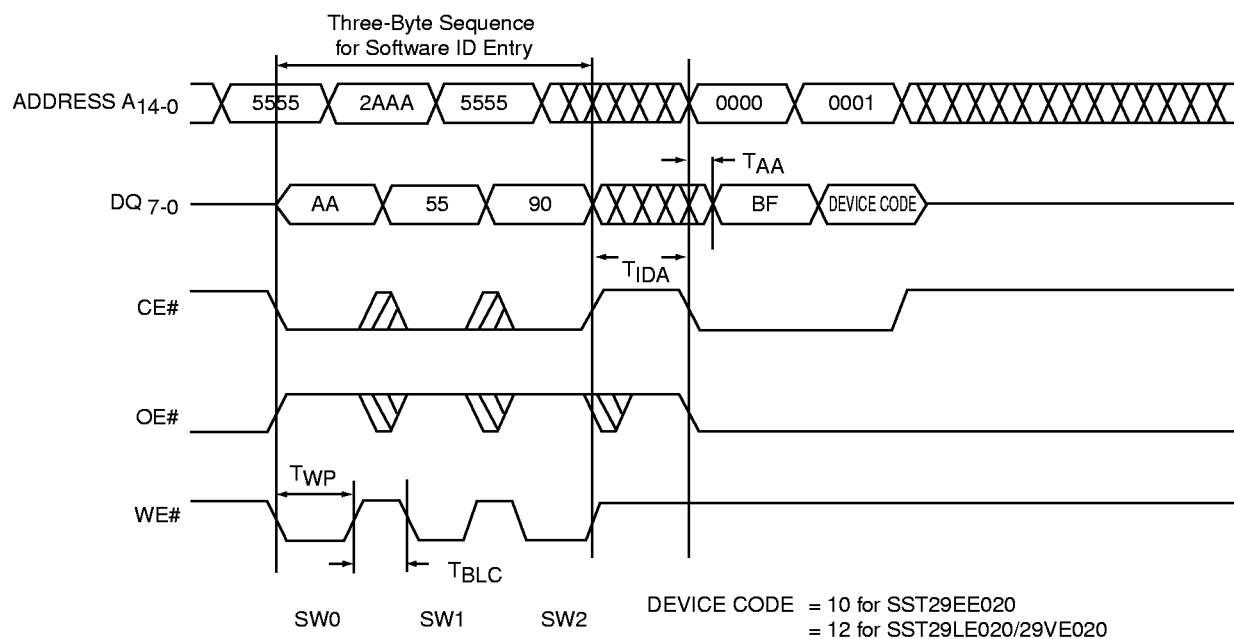 Three-Byte Sequence
for Software ID Entry
ADDRESS A14-0
5555
2AAA
5555
0000
0001
TAA
DQ 7-0
AA
55
90
BF
DEVICE CODE
TIDA
CE#
OE#
TWP
WE#
TBLC
SW0
SW1
SW2
DEVICE CODE = 10 for SST29EE020
= 12 for SST29LE020/29VE020